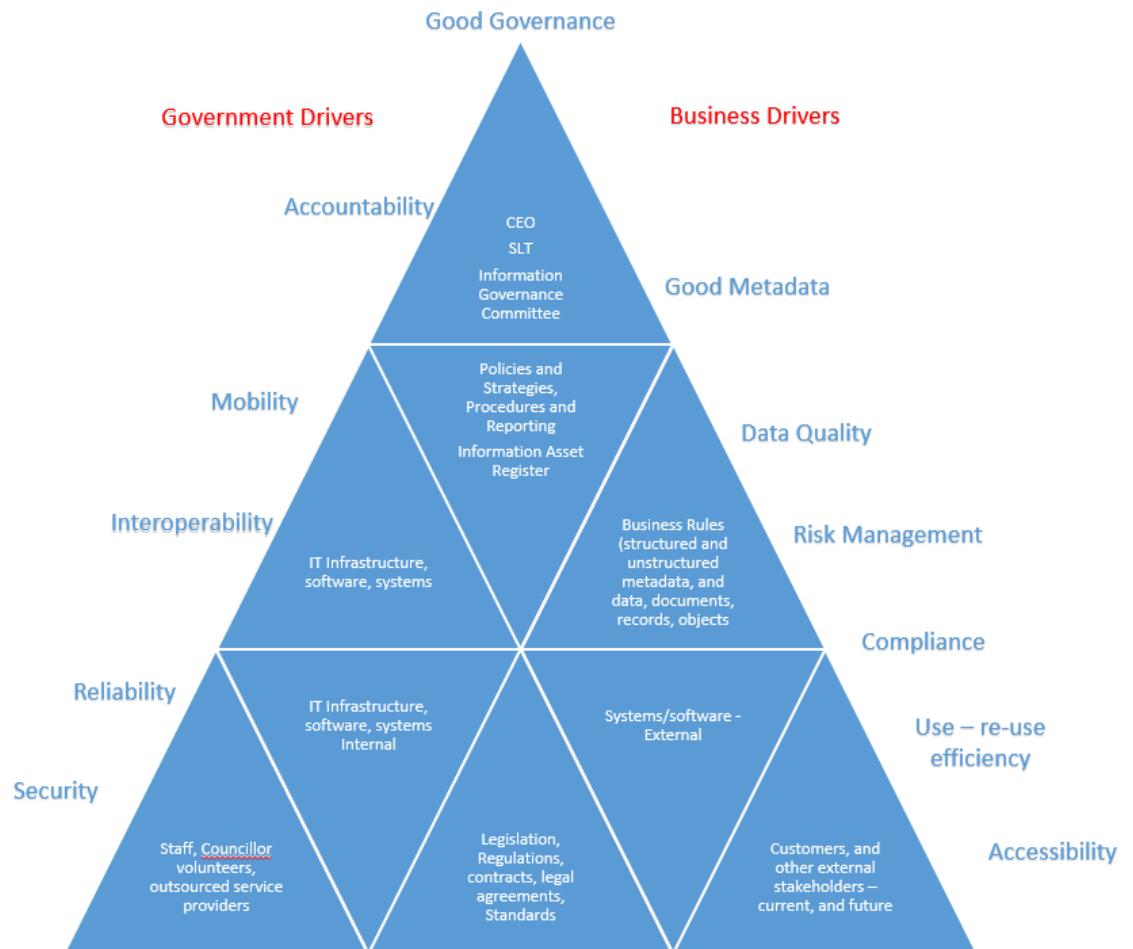 Good Governance
Government Drivers
Business Drivers
Accountability
CEO
SLT
Information
Governance
Committee
Good Metadata
Policies and
Strategies,
Procedures and
Reporting
Information Asset
Register
Mobility
Data Quality
Interoperability
IT Infrastructure,
software, systems
Business Rules
(structured and
unstructured
metadata, and
data, documents,
records, objects
Risk Management
Compliance
Reliability
IT Infrastructure,
software, systems
Internal
Systems/software -
External
Use – re-use
efficiency
Security
Staff, Councillor
volunteers,
outsourced service
providers
Legislation,
Regulations,
contracts, legal
agreements,
Standards
Customers, and
other external
stakeholders –
current, and future
Accessibility